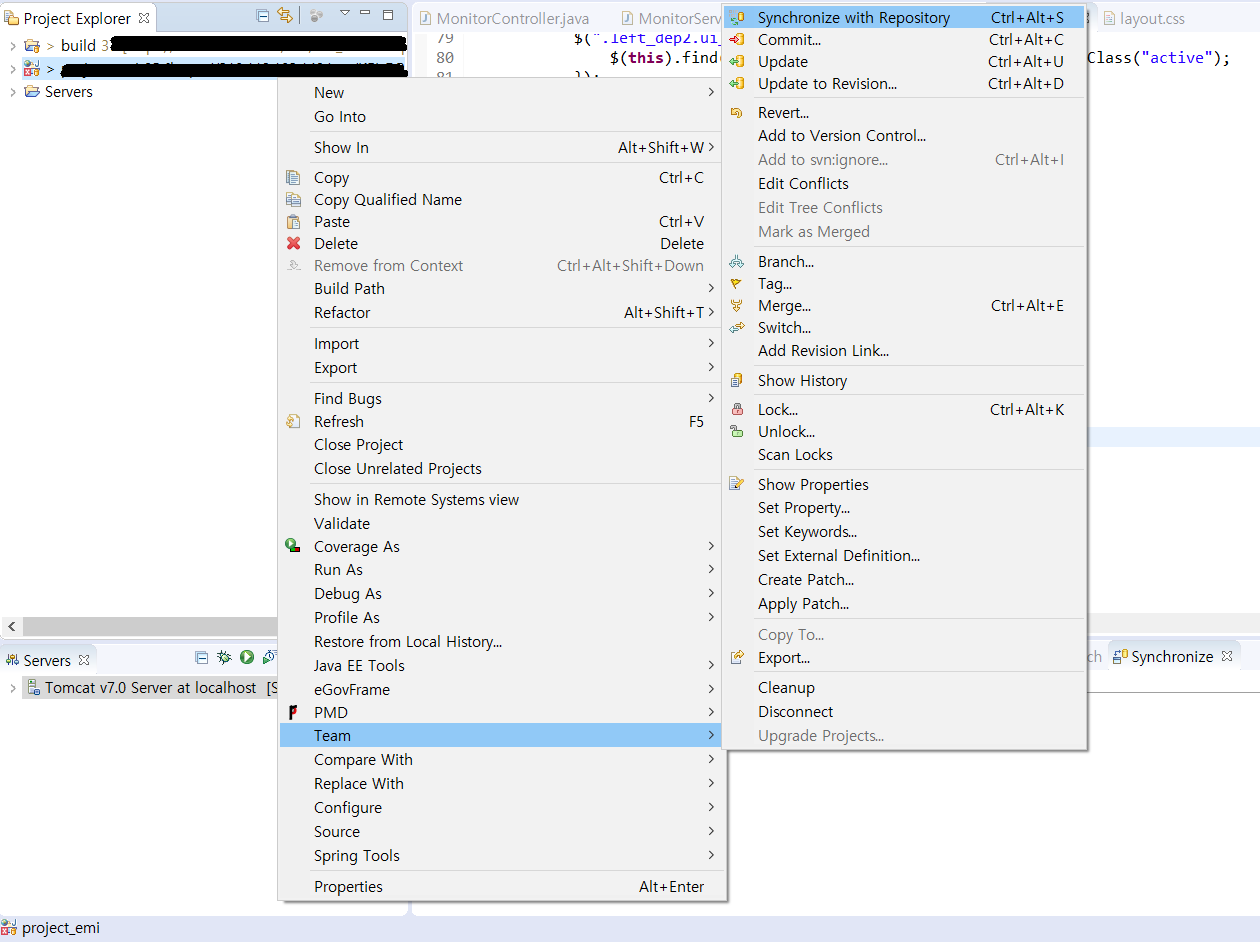 Project Explorer
> build 3
>
Servers
MonitorController.java
MonitorServ
layout.css
79 $(".left_dep2.ui_
80 $(this).find(
Class("active");
81 });
New
Go Into
Show In Alt+Shift+W
Copy Ctrl+C
Copy Qualified Name
Paste Ctrl+V
Delete Delete
Remove from Context Ctrl+Alt+Shift+Down
Build Path
Refactor Alt+Shift+T
Import
Export
Find Bugs
Refresh F5
Close Project
Close Unrelated Projects
Show in Remote Systems view
Validate
Coverage As
Run As
Debug As
Profile As
Restore from Local History...
Java EE Tools
eGovFrame
PMD
Team
Compare With
Replace With
Configure
Source
Spring Tools
Properties Alt+Enter
Synchronize with Repository Ctrl+Alt+S
Commit... Ctrl+Alt+C
Update Ctrl+Alt+U
Update to Revision... Ctrl+Alt+D
Revert...
Add to Version Control...
Add to svn:ignore... Ctrl+Alt+I
Edit Conflicts
Edit Tree Conflicts
Mark as Merged
Branch...
Tag...
Merge... Ctrl+Alt+E
Switch...
Add Revision Link...
Show History
Lock... Ctrl+Alt+K
Unlock...
Scan Locks
Show Properties
Set Property...
Set Keywords...
Set External Definition...
Create Patch...
Apply Patch...
Copy To...
Export...
Cleanup
Disconnect
Upgrade Projects...
Servers
Tomcat v7.0 Server at localhost [S
ch
Synchronize
project_emi